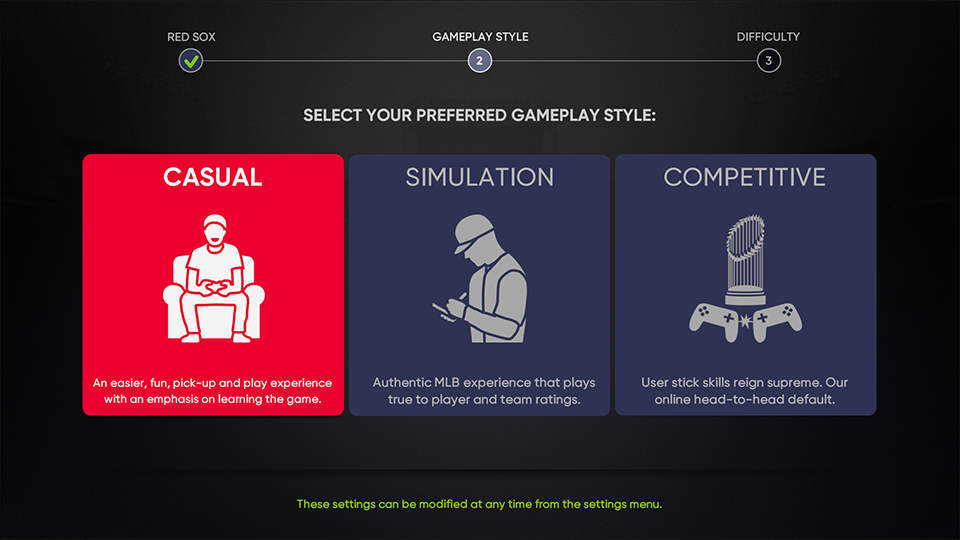 RED SOX
GAMEPLAY STYLE
DIFFICULTY
2
3
SELECT YOUR PREFERRED GAMEPLAY STYLE:
CASUAL
An easier, fun, pick-up and play experience
with an emphasis on learning the game.
SIMULATION
Authentic MLB experience that plays
true to player and team ratings.
COMPETITIVE
User stick skills reign supreme. Our
online head-to-head default.
These settings can be modified at any time from the settings menu.